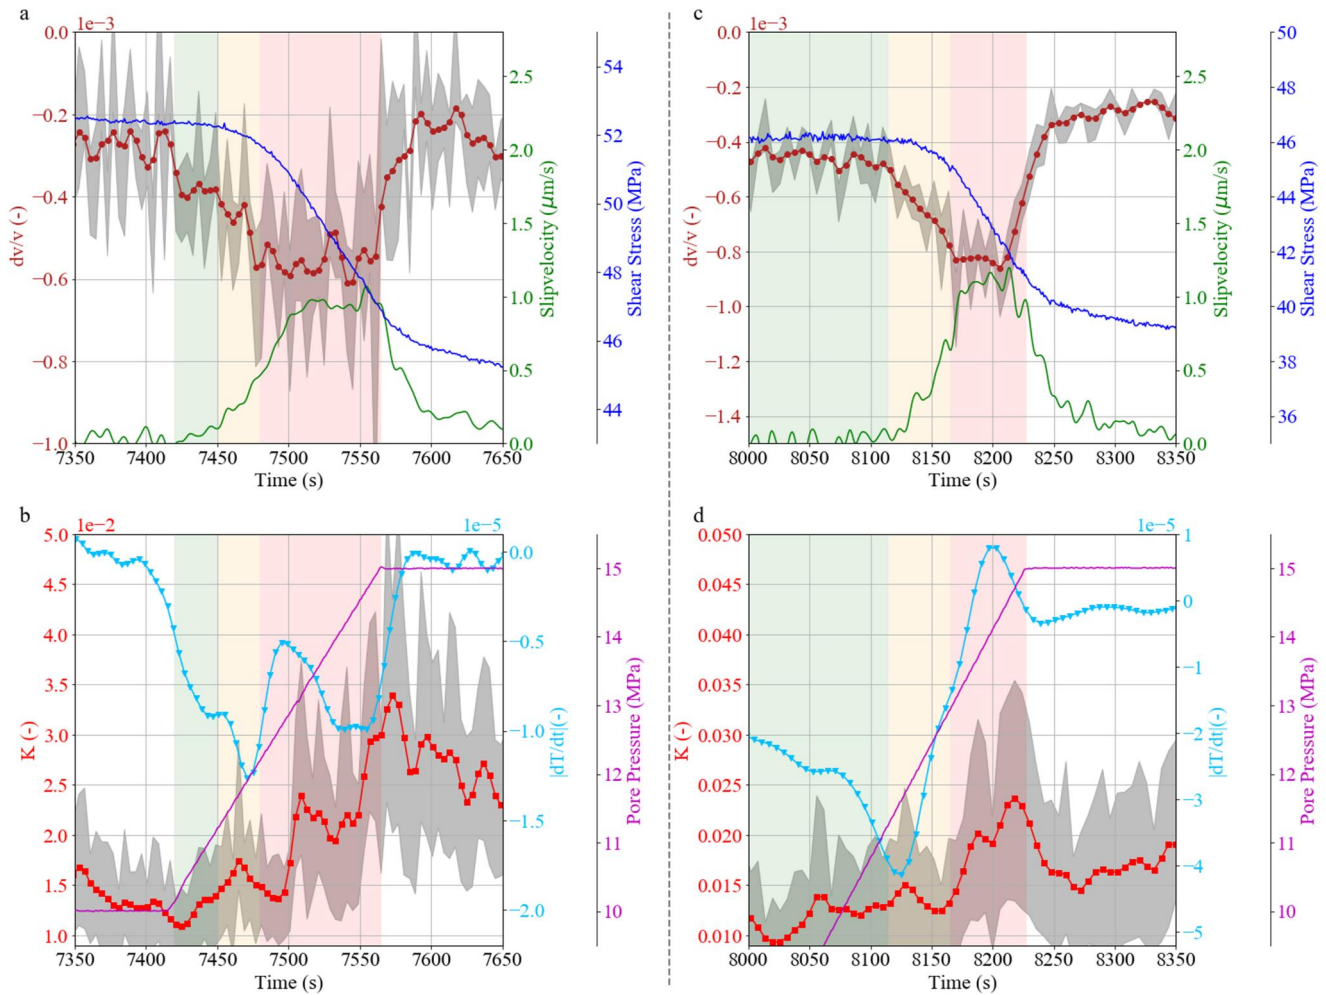 a
1e−3
0.0
−0.2
−0.4
−0.6
−0.8
−1.0
dv/v (-)
7350 7400 7450 7500 7550 7600 7650
Time (s)
0.0
0.5
1.0
1.5
2.0
2.5
Slipvelocity (μm/s)
54
52
50
48
46
44
Shear Stress (MPa)
c
1e−3
0.0
−0.2
−0.4
−0.6
−0.8
−1.0
−1.2
−1.4
dv/v (-)
8000 8050 8100 8150 8200 8250 8300 8350
Time (s)
2.5
2.0
1.5
1.0
0.5
0.0
Slipvelocity (μm/s)
50
48
46
44
42
40
38
36
Shear Stress (MPa)
b
1e−2
5.0
4.5
4.0
3.5
3.0
2.5
2.0
1.5
1.0
K (-)
7350 7400 7450 7500 7550 7600 7650
Time (s)
1e−5
0.0
−0.5
−1.0
−1.5
−2.0
|dT/dt|(-)
15
14
13
12
11
10
Pore Pressure (MPa)
d
0.050
0.045
0.040
0.035
0.030
0.025
0.020
0.015
0.010
K (-)
8000 8050 8100 8150 8200 8250 8300 8350
Time (s)
1e−5
1
0
−1
−2
−3
−4
−5
|dT/dt|(-)
15
14
13
12
11
10
Pore Pressure (MPa)